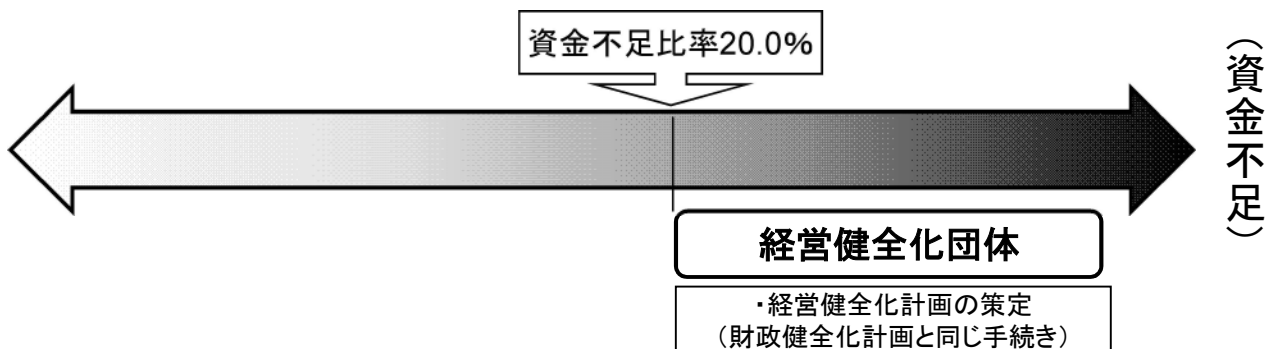 資金不足比率20.0%
（資金不足）
経営健全化団体
・経営健全化計画の策定
（財政健全化計画と同じ手続き）